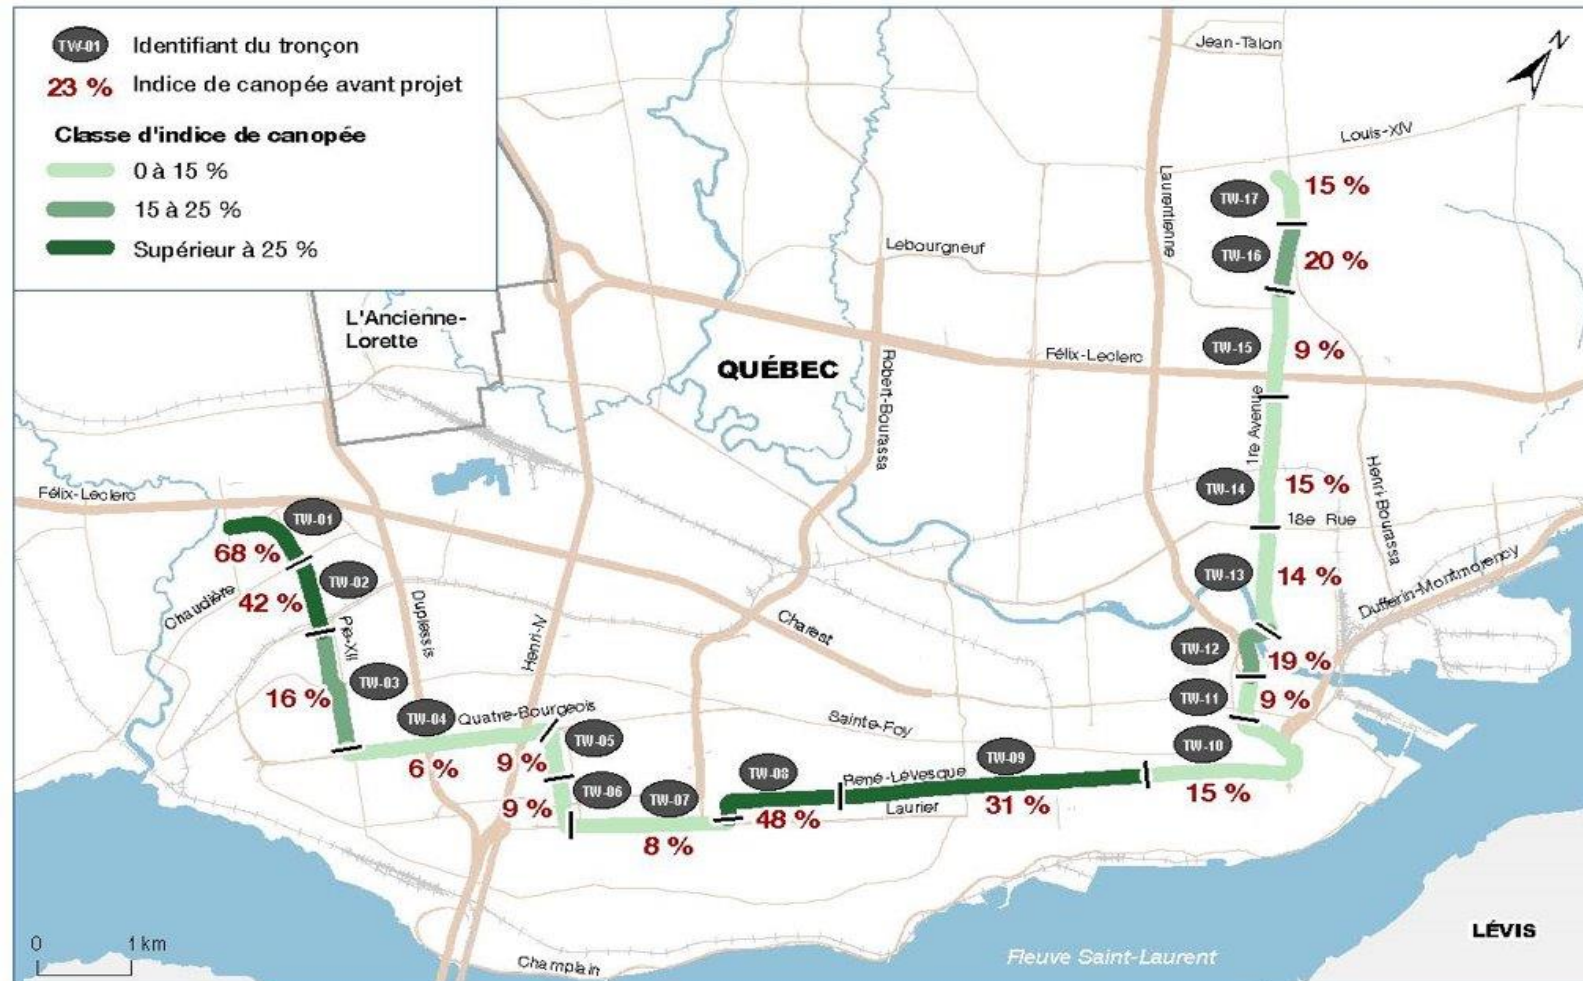 TW-01 Identifiant du tronçon
23 % Indice de canopée avant projet
Classe d'indice de canopée
0 à 15 %
15 à 25 %
Supérieur à 25 %
N
Jean-Talon
Louis-XIV
Laurentienne
TW-17
15 %
TW-16
20 %
Lebourgneuf
L'Ancienne-
Lorette
QUÉBEC
Robert-Bourassa
Félix-Leclerc
TW-15
9 %
1re Avenue
Henri-Bourassa
TW-14
15 %
18e Rue
Félix-Leclerc
TW-01
68 %
Chaudière
TW-02
42 %
Pie-XII
Duplessis
Henri-IV
Charest
TW-13
14 %
Dufferin-Montmorency
TW-12
19 %
TW-03
16 %
TW-11
9 %
TW-04
Quatre-Bourgeois
6 %
TW-05
9 %
Sainte-Foy
TW-10
15 %
TW-06
9 %
TW-07
8 %
TW-08
48 %
René-Lévesque
TW-09
31 %
Laurier
LÉVIS
Fleuve Saint-Laurent
Champlain
0 1 km